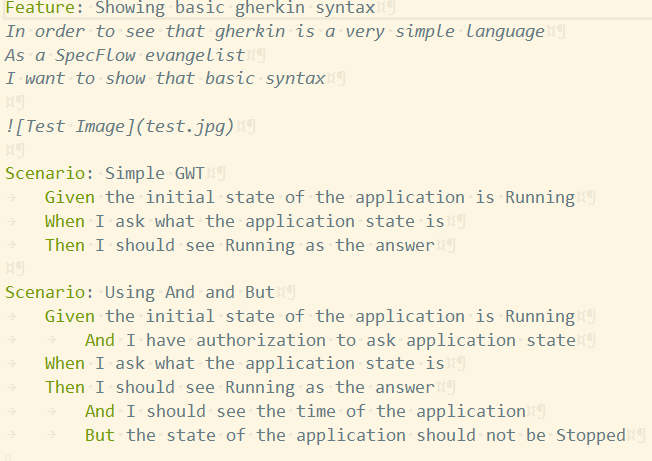 Feature: Showing basic gherkin syntax
In order to see that gherkin is a very simple language
As a SpecFlow evangelist
I want to show that basic syntax
![Test Image](test.jpg)
Scenario: Simple GWT
Given the initial state of the application is Running
When I ask what the application state is
Then I should see Running as the answer
Scenario: Using And and But
Given the initial state of the application is Running
And I have authorization to ask application state
When I ask what the application state is
Then I should see Running as the answer
And I should see the time of the application
But the state of the application should not be Stopped